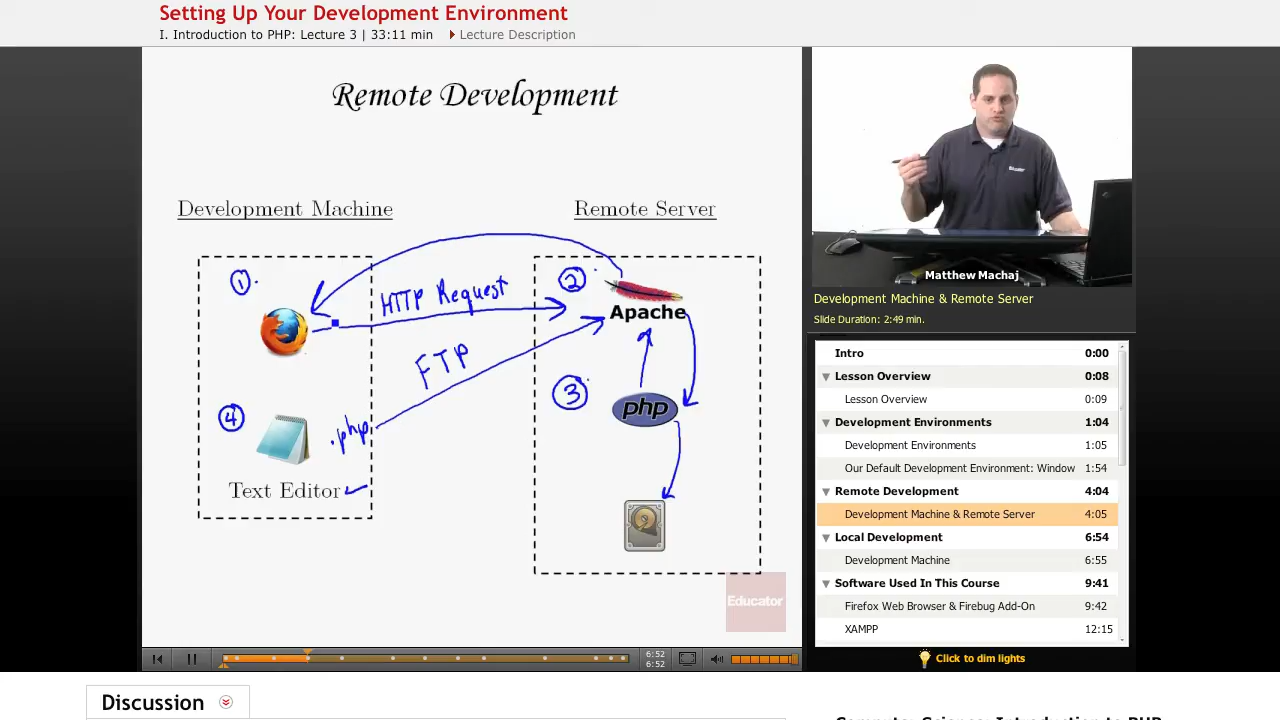 Setting Up Your Development Environment
I. Introduction to PHP: Lecture 3 | 33:11 min Lecture Description
Remote Development
Development Machine Remote Server
1
2
HTTP Request
Apache
FTP
3
php
4
.php
Text Editor
Educator
6:52
6:52
Matthew Machaj
Development Machine & Remote Server
Slide Duration: 2:49 min.
Intro 0:00
Lesson Overview 0:08
Lesson Overview 0:09
Development Environments 1:04
Development Environments 1:05
Our Default Development Environment: Window 1:54
Remote Development 4:04
Development Machine & Remote Server 4:05
Local Development 6:54
Development Machine 6:55
Software Used In This Course 9:41
Firefox Web Browser & Firebug Add-On 9:42
XAMPP 12:15
Click to dim lights
Discussion
Computer Science: Introduction to PHP